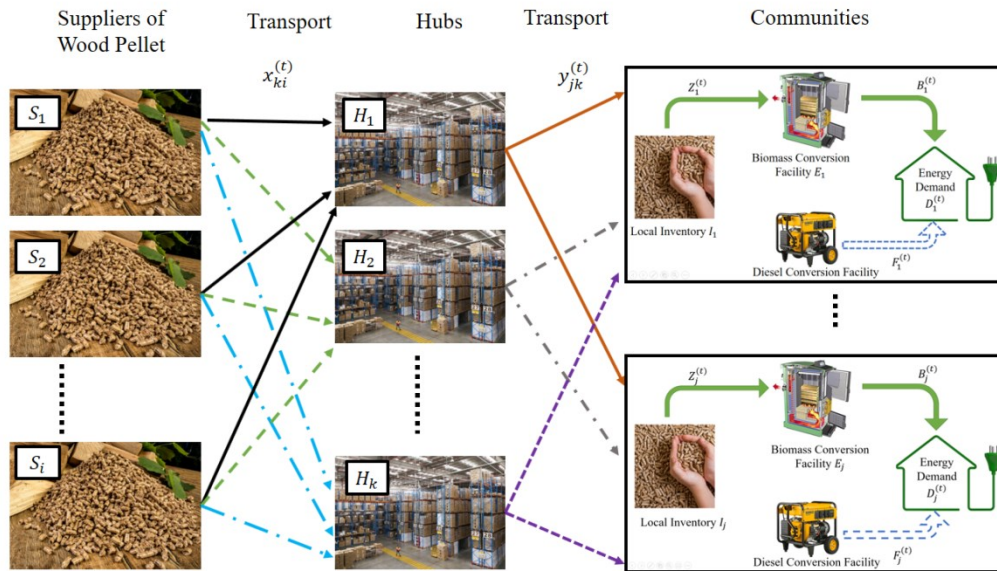 Suppliers of
Wood Pellet
Transport
Hubs
Transport
Communities
x_{ki}^{(t)}
y_{jk}^{(t)}
S_1
S_2
S_i
H_1
H_2
H_k
Z_1^{(t)}
B_1^{(t)}
Biomass Conversion
Facility E_1
Energy
Demand
D_1^{(t)}
Local Inventory I_1
F_1^{(t)}
Diesel Conversion Facility
Z_j^{(t)}
B_j^{(t)}
Biomass Conversion
Facility E_j
Energy
Demand
D_j^{(t)}
Local Inventory I_j
F_j^{(t)}
Diesel Conversion Facility